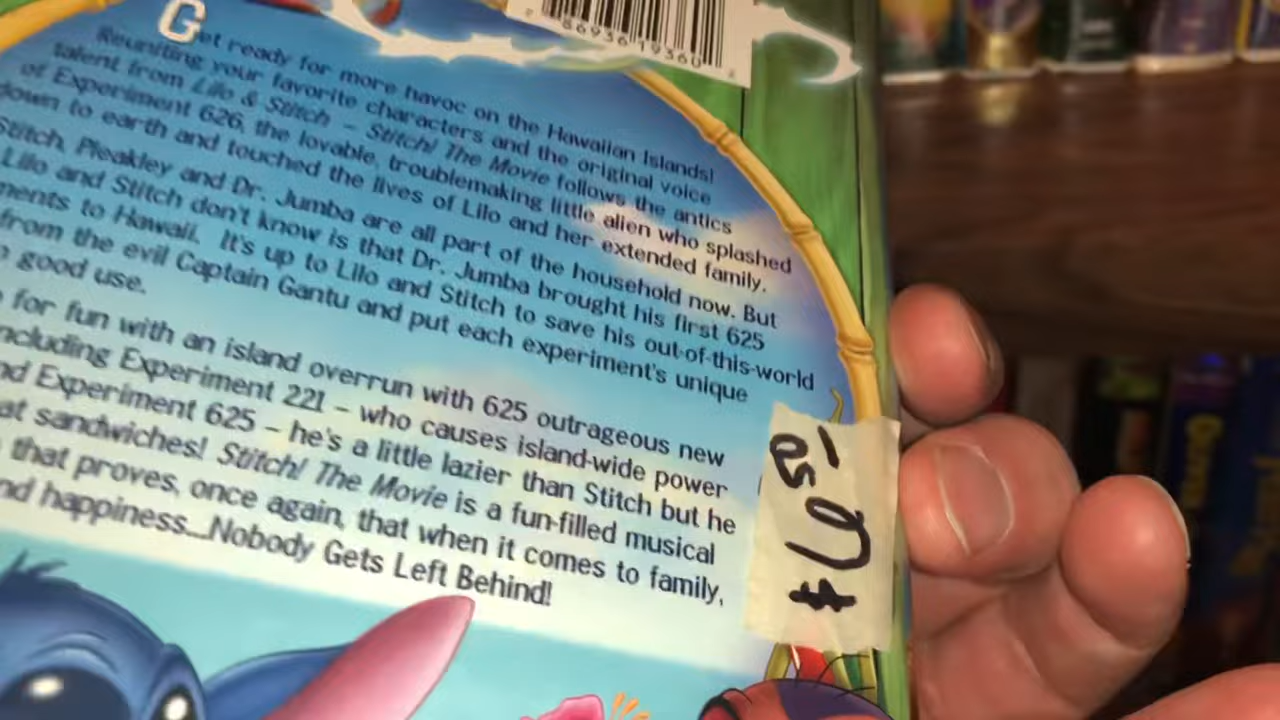 86936 19360 2
Get ready for more havoc on the Hawaiian Islands!
Reuniting your favorite characters and the original voice
talent from Lilo & Stitch – Stitch! The Movie follows the antics
of Experiment 626, the lovable, troublemaking little alien who splashed
down to earth and touched the lives of Lilo and her extended family.
Stitch, Pleakley and Dr. Jumba are all part of the household now. But
Lilo and Stitch don't know is that Dr. Jumba brought his first 625
ments to Hawaii. It's up to Lilo and Stitch to save his out-of-this-world
from the evil Captain Gantu and put each experiment's unique
good use.
for fun with an island overrun with 625 outrageous new
ncluding Experiment 221 – who causes island-wide power
nd Experiment 625 – he's a little lazier than Stitch but he
at sandwiches! Stitch! The Movie is a fun-filled musical
that proves, once again, that when it comes to family,
nd happiness....Nobody Gets Left Behind!